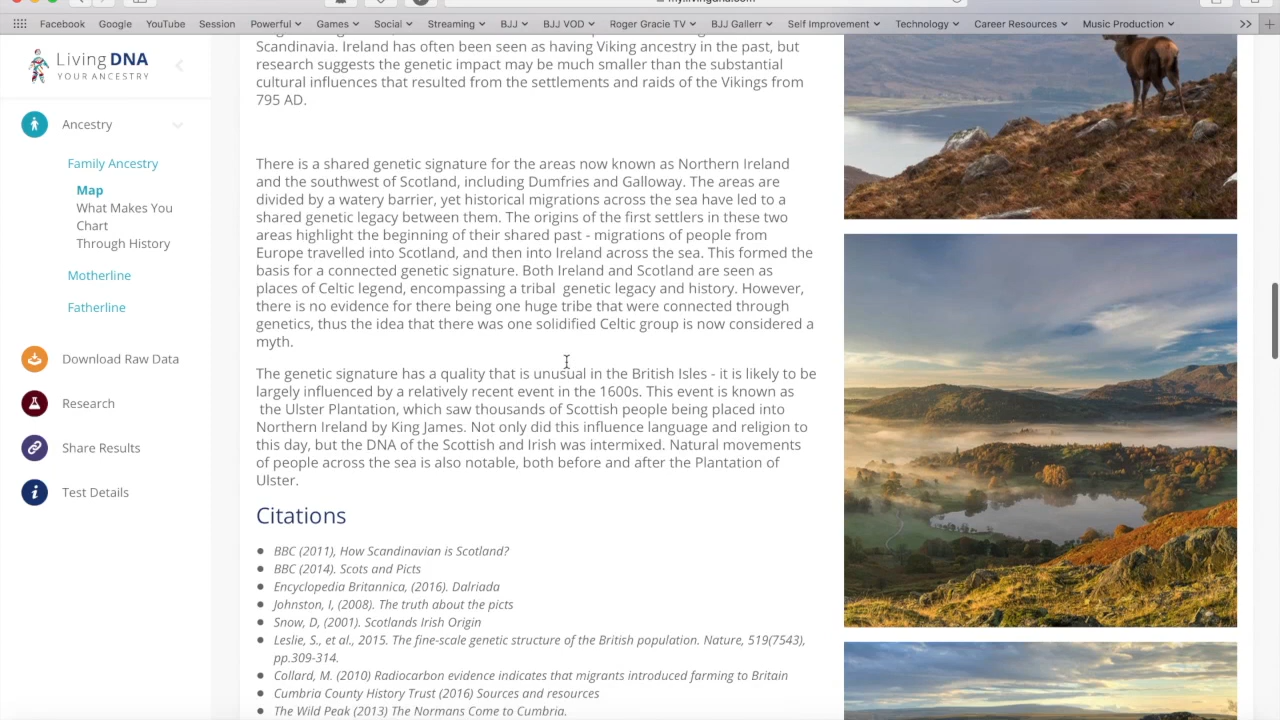 Favorites
Google
YouTube
Session
Powerful
Games
Social
Streaming
BJJ
BJJ VOD
Roger Gracie TV
BJJ Gallerr
Self Improvement
Technology
Career Resources
Music Production
Living DNA
YOUR ANCESTRY
Ancestry
Family Ancestry
Map
What Makes You
Chart
Through History
Motherline
Fatherline
Download Raw Data
Research
Share Results
Test Details
Scandinavia. Ireland has often been seen as having Viking ancestry in the past, but
research suggests the genetic impact may be much smaller than the substantial
cultural influences that resulted from the settlements and raids of the Vikings from
795 AD.
There is a shared genetic signature for the areas now known as Northern Ireland
and the southwest of Scotland, including Dumfries and Galloway. The areas are
divided by a watery barrier, yet historical migrations across the sea have led to a
shared genetic legacy between them. The origins of the first settlers in these two
areas highlight the beginning of their shared past - migrations of people from
Europe travelled into Scotland, and then into Ireland across the sea. This formed the
basis for a connected genetic signature. Both Ireland and Scotland are seen as
places of Celtic legend, encompassing a tribal genetic legacy and history. However,
there is no evidence for there being one huge tribe that were connected through
genetics, thus the idea that there was one solidified Celtic group is now considered a
myth.
The genetic signature has a quality that is unusual in the British Isles - it is likely to be
largely influenced by a relatively recent event in the 1600s. This event is known as
the Ulster Plantation, which saw thousands of Scottish people being placed into
Northern Ireland by King James. Not only did this influence language and religion to
this day, but the DNA of the Scottish and Irish was intermixed. Natural movements
of people across the sea is also notable, both before and after the Plantation of
Ulster.
Citations
BBC (2011), How Scandinavian is Scotland?
BBC (2014). Scots and Picts
Encyclopedia Britannica, (2016). Dalriada
Johnston, I, (2008). The truth about the picts
Snow, D, (2001). Scotlands Irish Origin
Leslie, S., et al., 2015. The fine-scale genetic structure of the British population. Nature, 519(7543),
pp.309-314.
Collard, M. (2010) Radiocarbon evidence indicates that migrants introduced farming to Britain
Cumbria County History Trust (2016) Sources and resources
The Wild Peak (2013) The Normans Come to Cumbria.